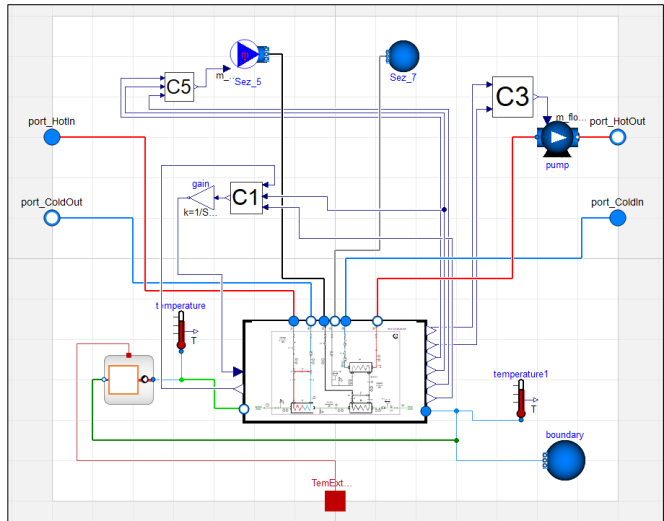 C5
m_...
Sez_5
Sez_7
C3
m_flo...
port_HotIn
port_HotOut
pump
gain
C1
k=1/S...
port_ColdOut
port_ColdIn
temperature
T
temperature1
T
boundary
TemExt...